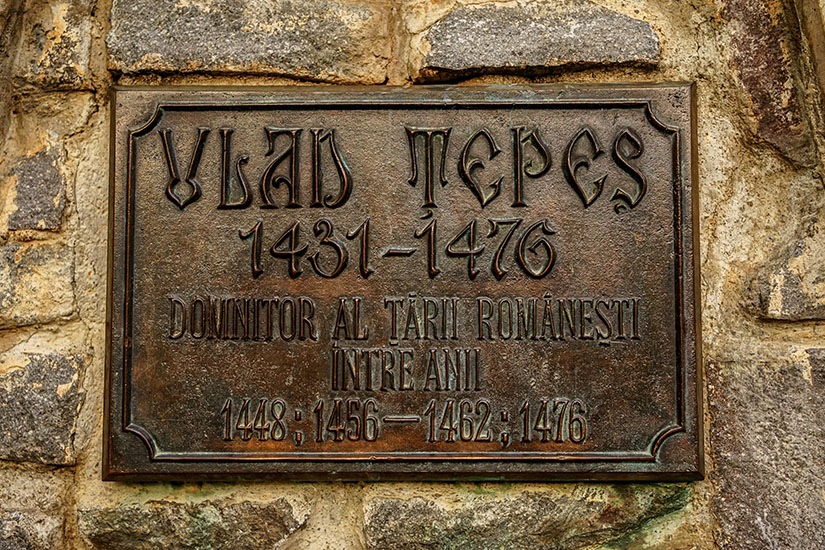 VLAD ȚEPEȘ
1431-1476
DOMNITOR AL ȚĂRII ROMÂNEȘTI
ÎNTRE ANII
1448; 1456—1462; 1476